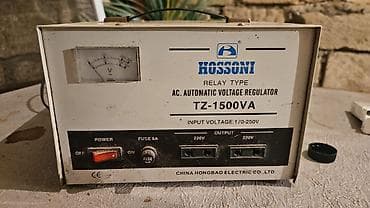 HOSSONI
RELAY TYPE
AC. AUTOMATIC VOLTAGE REGULATOR
TZ-1500VA
INPUT VOLTAGE 170-250V
POWER FUSE 8A OUTPUT
220V 220V
OFF ON
CE CHINA HONGBAO ELECTRIC CO.,LTD